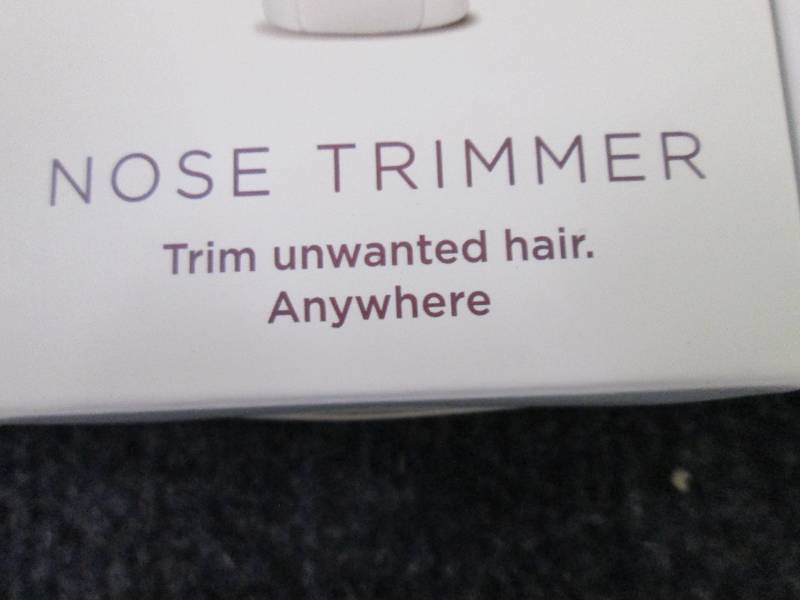 NOSE TRIMMER
Trim unwanted hair.
Anywhere